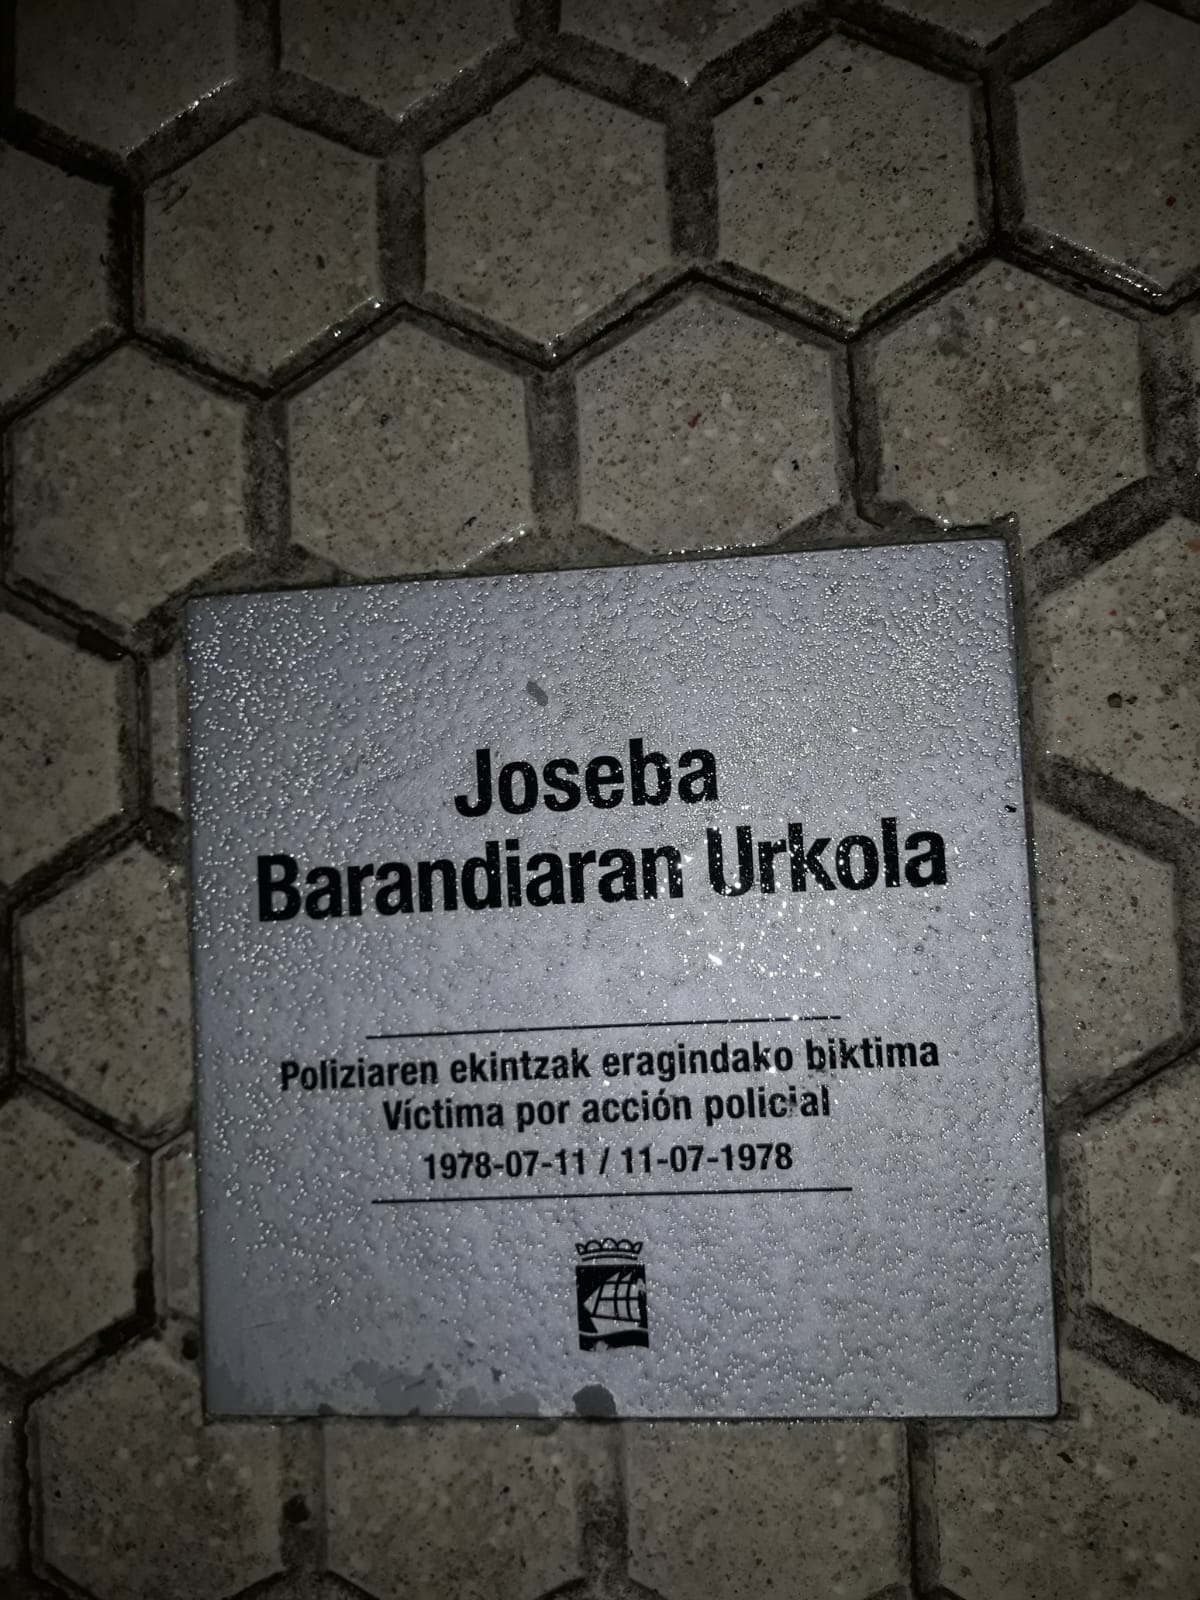 Joseba
Barandiaran Urkola
Poliziaren ekintzak eragindako biktima
Víctima por acción policial
1978-07-11 / 11-07-1978